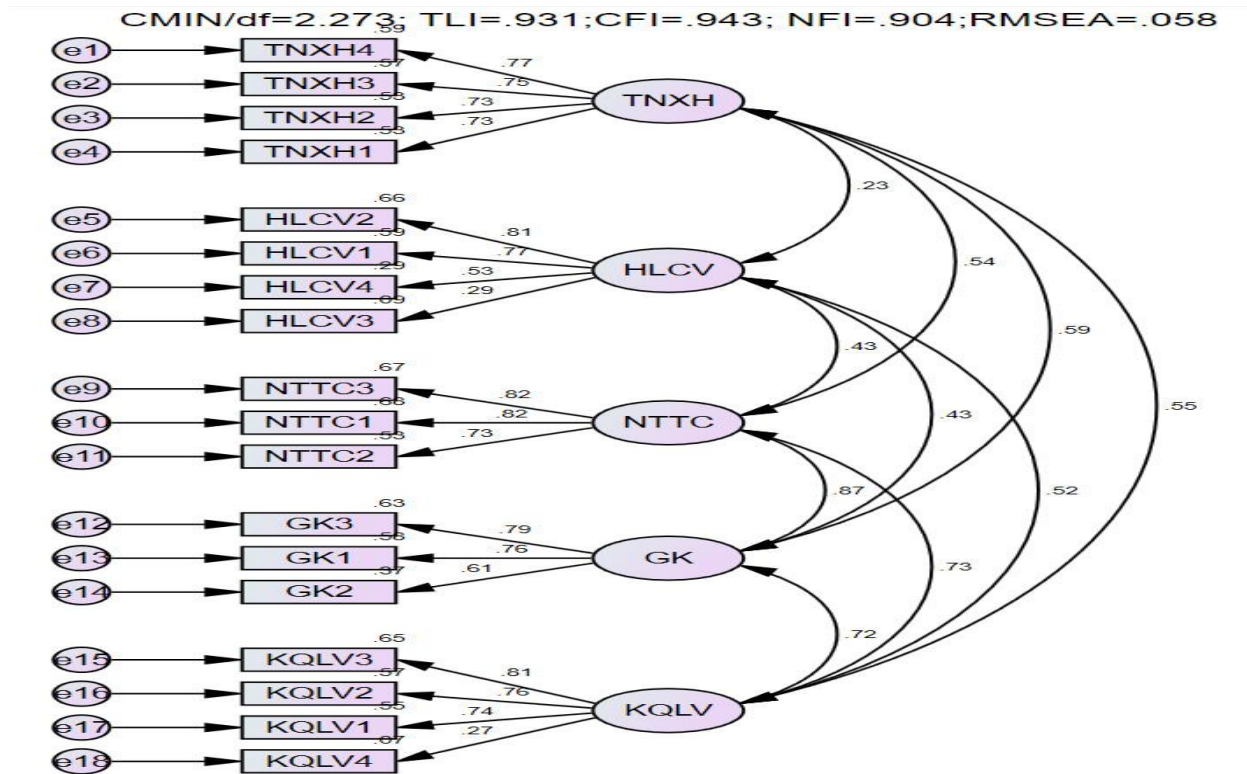 CMIN/df=2.273; TLI=.931;CFI=.943; NFI=.904;RMSEA=.058
.59
e1 TNXH4 .77
.57
e2 TNXH3 .75 TNXH
.53
e3 TNXH2 .73
.53
e4 TNXH1 .73
.23
.66
e5 HLCV2 .81
.59
e6 HLCV1 .77 .54
.29
e7 HLCV4 .53 HLCV
.09
e8 HLCV3 .29
.59
.43
.67
e9 NTTC3 .82
.68
e10 NTTC1 .82 NTTC .43 .55
.53
e11 NTTC2 .73
.87 .52
.63
e12 GK3 .79
.58
e13 GK1 .76 GK .73
.37
e14 GK2 .61
.72
.65
e15 KQLV3 .81
.57
e16 KQLV2 .76
.55
e17 KQLV1 .74 KQLV
.07
e18 KQLV4 .27